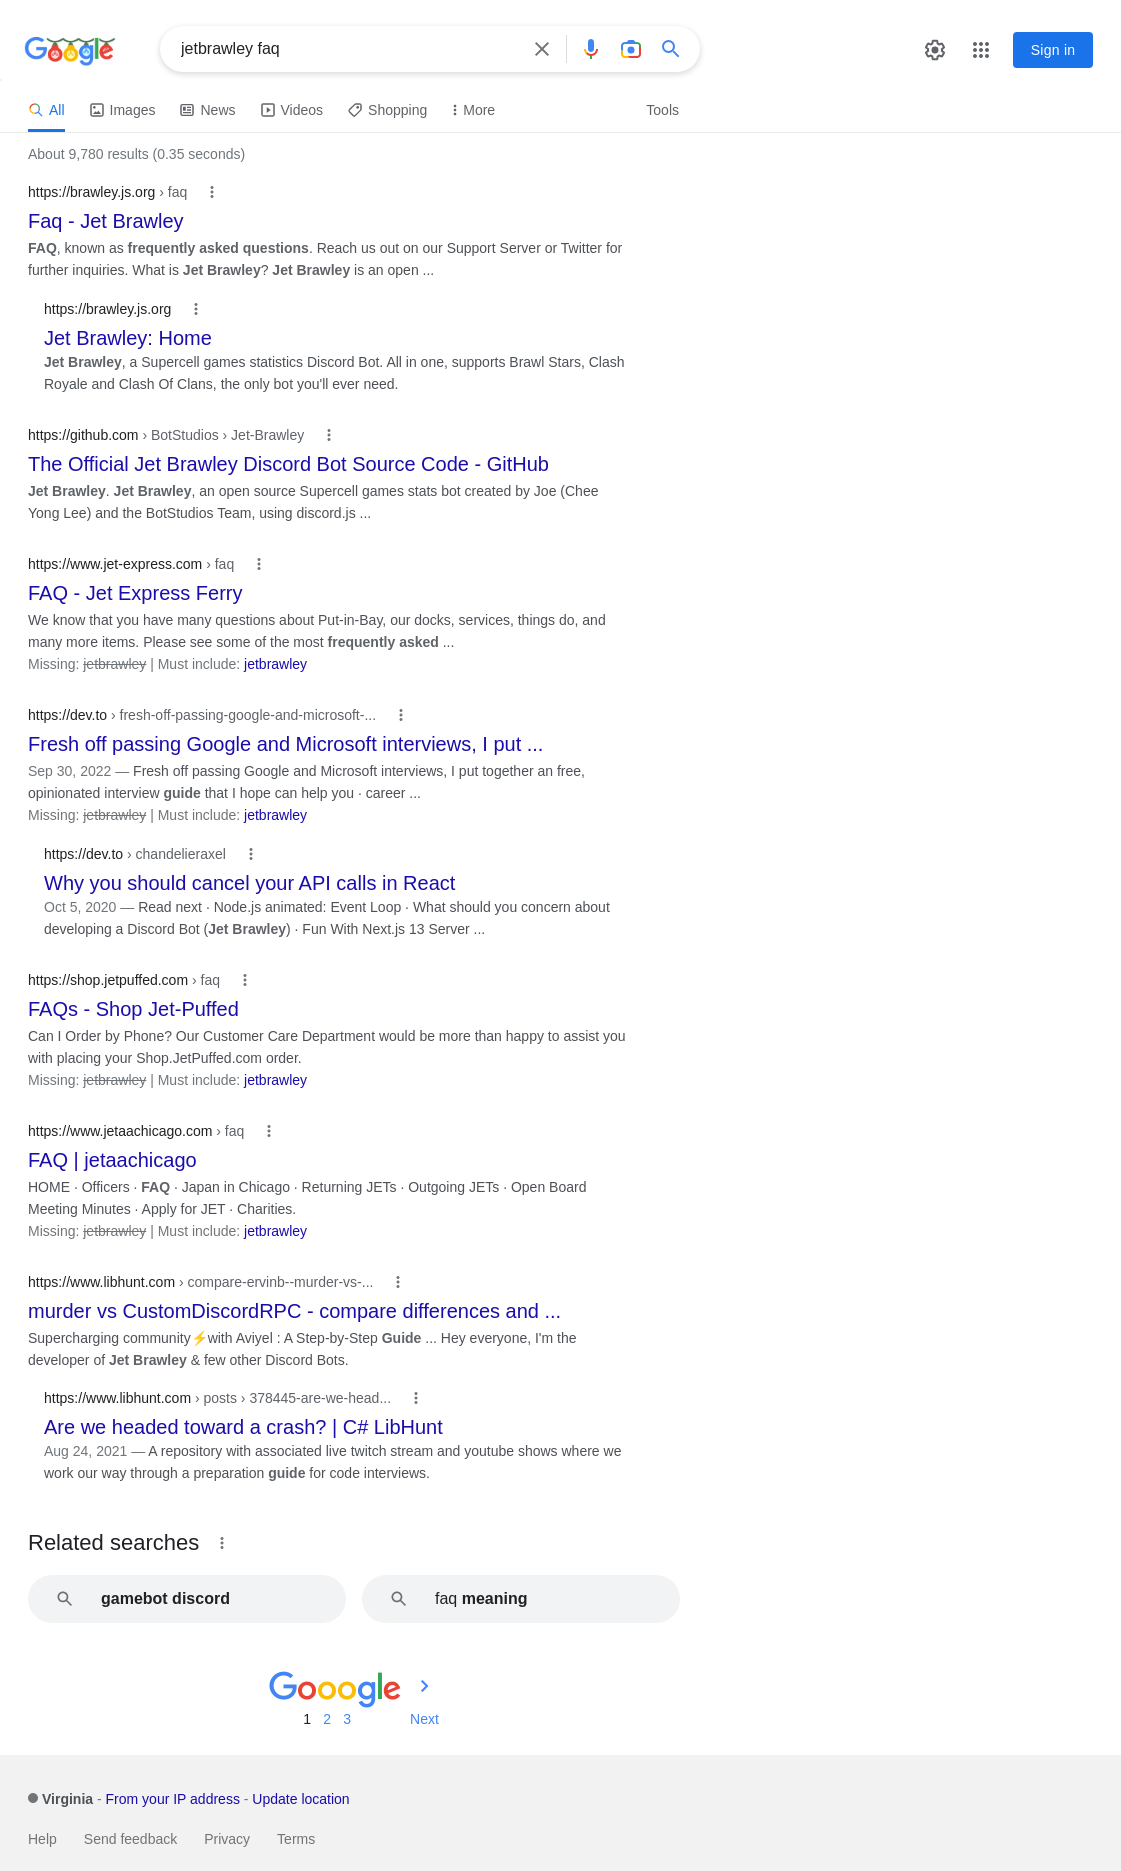 Google
jetbrawley faq
Sign in
All Images News Videos Shopping More Tools
About 9,780 results (0.35 seconds)
https://brawley.js.org › faq
Faq - Jet Brawley
FAQ, known as frequently asked questions. Reach us out on our Support Server or Twitter for
further inquiries. What is Jet Brawley? Jet Brawley is an open ...
https://brawley.js.org
Jet Brawley: Home
Jet Brawley, a Supercell games statistics Discord Bot. All in one, supports Brawl Stars, Clash
Royale and Clash Of Clans, the only bot you'll ever need.
https://github.com › BotStudios › Jet-Brawley
The Official Jet Brawley Discord Bot Source Code - GitHub
Jet Brawley. Jet Brawley, an open source Supercell games stats bot created by Joe (Chee
Yong Lee) and the BotStudios Team, using discord.js ...
https://www.jet-express.com › faq
FAQ - Jet Express Ferry
We know that you have many questions about Put-in-Bay, our docks, services, things do, and
many more items. Please see some of the most frequently asked ...
Missing: jetbrawley | Must include: jetbrawley
https://dev.to › fresh-off-passing-google-and-microsoft-...
Fresh off passing Google and Microsoft interviews, I put ...
Sep 30, 2022 — Fresh off passing Google and Microsoft interviews, I put together an free,
opinionated interview guide that I hope can help you · career ...
Missing: jetbrawley | Must include: jetbrawley
https://dev.to › chandelieraxel
Why you should cancel your API calls in React
Oct 5, 2020 — Read next · Node.js animated: Event Loop · What should you concern about
developing a Discord Bot (Jet Brawley) · Fun With Next.js 13 Server ...
https://shop.jetpuffed.com › faq
FAQs - Shop Jet-Puffed
Can I Order by Phone? Our Customer Care Department would be more than happy to assist you
with placing your Shop.JetPuffed.com order.
Missing: jetbrawley | Must include: jetbrawley
https://www.jetaachicago.com › faq
FAQ | jetaachicago
HOME · Officers · FAQ · Japan in Chicago · Returning JETs · Outgoing JETs · Open Board
Meeting Minutes · Apply for JET · Charities.
Missing: jetbrawley | Must include: jetbrawley
https://www.libhunt.com › compare-ervinb--murder-vs-...
murder vs CustomDiscordRPC - compare differences and ...
Supercharging community⚡with Aviyel : A Step-by-Step Guide ... Hey everyone, I'm the
developer of Jet Brawley & few other Discord Bots.
https://www.libhunt.com › posts › 378445-are-we-head...
Are we headed toward a crash? | C# LibHunt
Aug 24, 2021 — A repository with associated live twitch stream and youtube shows where we
work our way through a preparation guide for code interviews.
Related searches
gamebot discord
faq meaning
Gooogle
1 2 3 Next
Virginia - From your IP address - Update location
Help Send feedback Privacy Terms